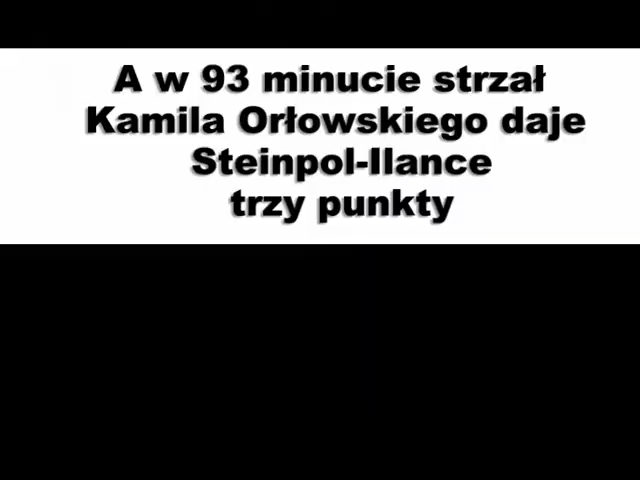 A w 93 minucie strzał
Kamila Orłowskiego daje
Steinpol-Ilance
trzy punkty